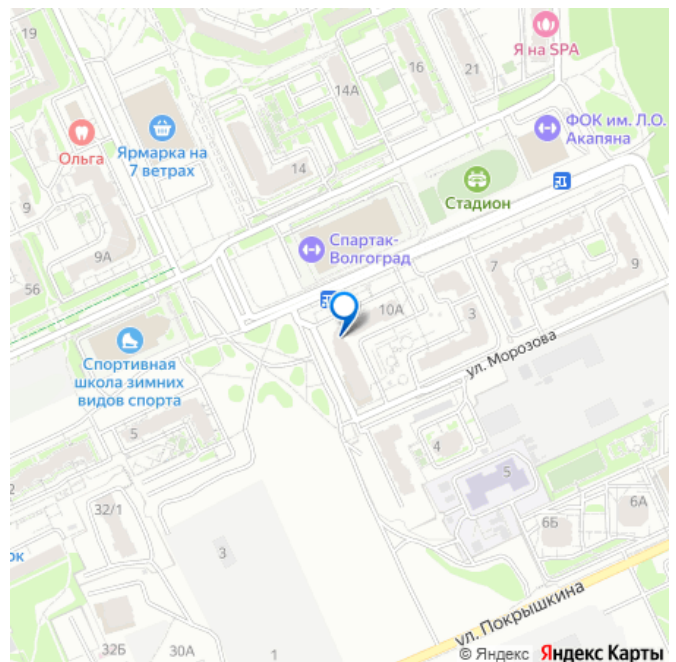 19
Я на SPA
16
21
14А
ФОК им. Л.О.
Акапяна
Ольга
Ярмарка на
7 ветрах
14
Стадион
9
Спартак-
Волгоград
9А
7
9
56
10А
3
ул. Морозова
Спортивная
школа зимних
видов спорта
5
4
5
2
32/1
6А
6Б
3
ок
ул. Покрышкина
32Б
30А
1
© Яндекс Яндекс Карты